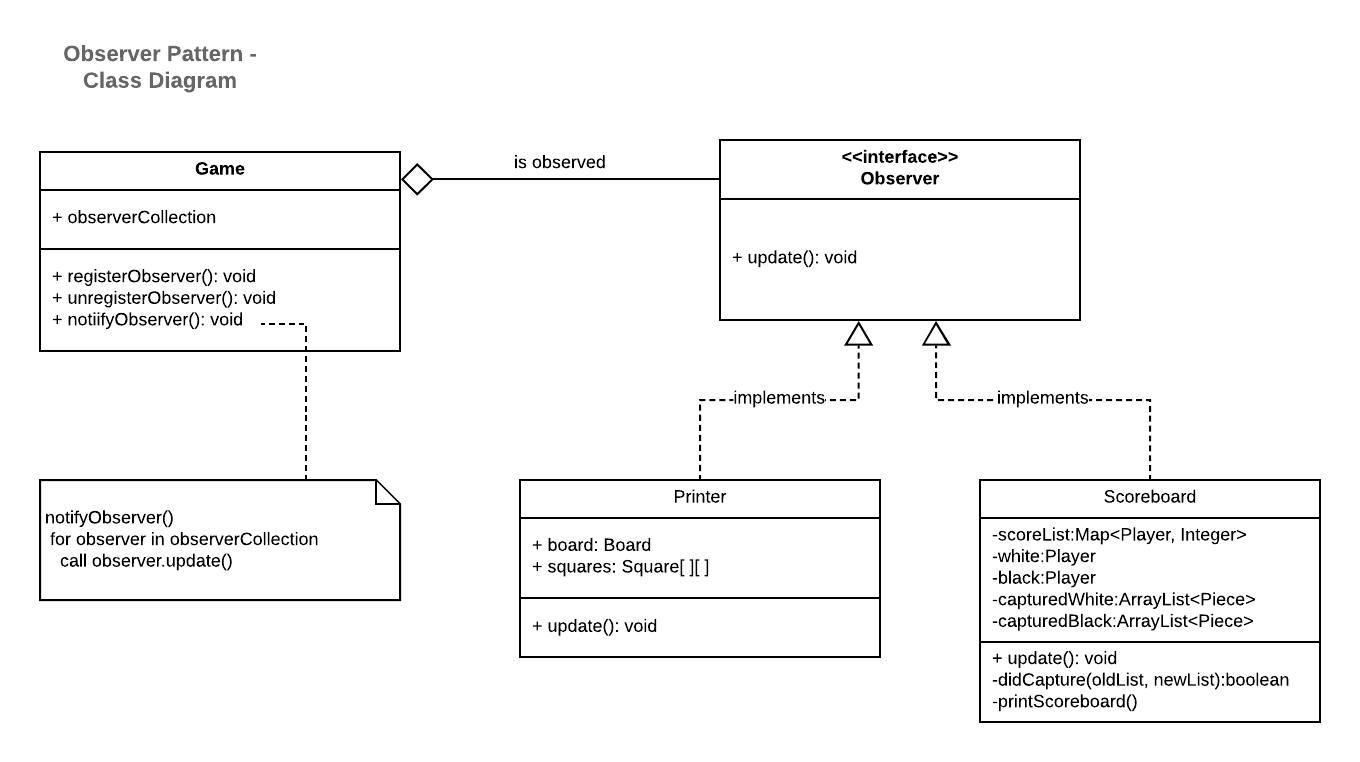 Observer Pattern -
Class Diagram
Game
+ observerCollection
+ registerObserver(): void
+ unregisterObserver(): void
+ notiifyObserver(): void
is observed
<<interface>>
Observer
+ update(): void
implements
implements
notifyObserver()
for observer in observerCollection
call observer.update()
Printer
+ board: Board
+ squares: Square[ ][ ]
+ update(): void
Scoreboard
-scoreList:Map<Player, Integer>
-white:Player
-black:Player
-capturedWhite:ArrayList<Piece>
-capturedBlack:ArrayList<Piece>
+ update(): void
-didCapture(oldList, newList):boolean
-printScoreboard()